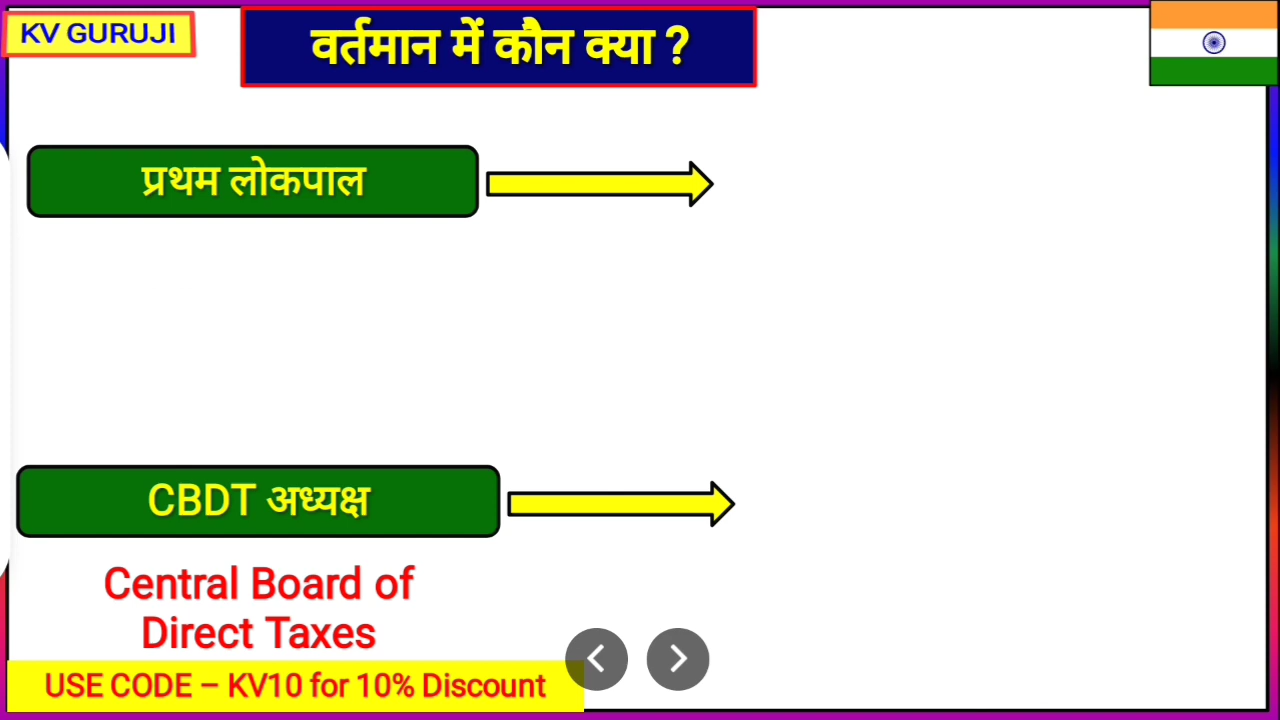 KV GURUJI
वर्तमान में कौन क्या ?
प्रथम लोकपाल
CBDT अध्यक्ष
Central Board of
Direct Taxes
USE CODE – KV10 for 10% Discount